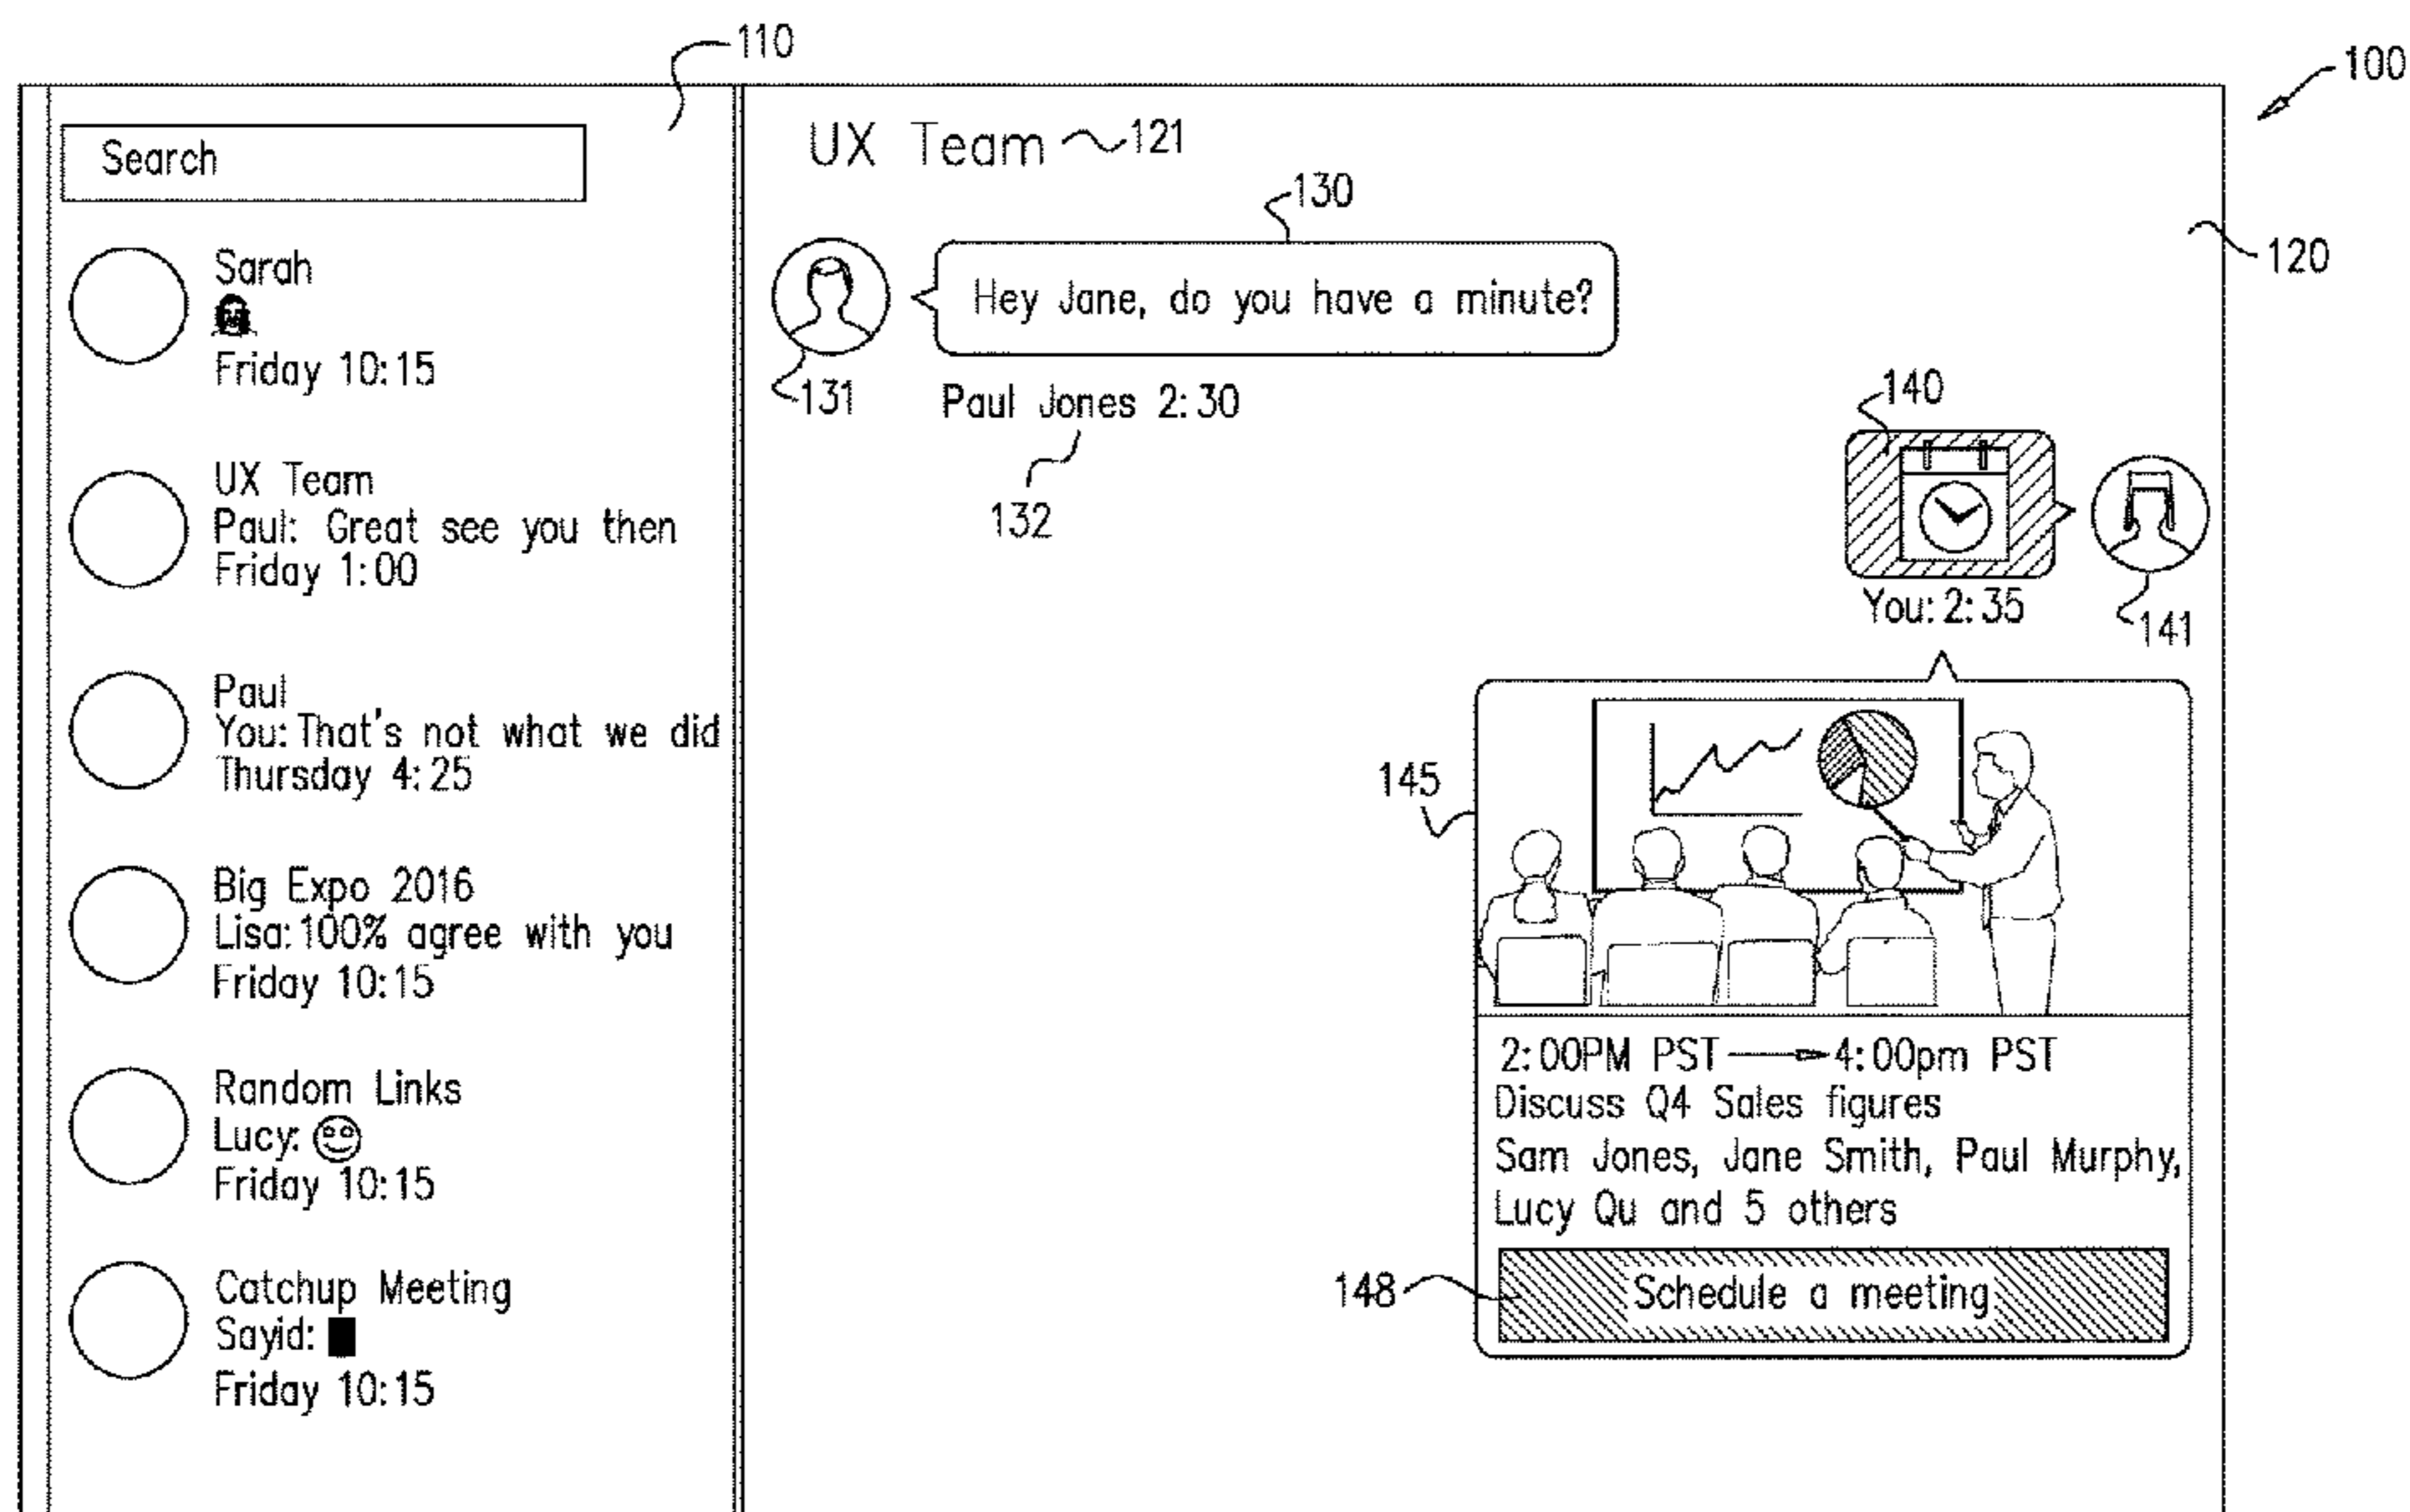 110
100
Search
Sarah
Friday 10:15
UX Team
Paul: Great see you then
Friday 1:00
Paul
You: That's not what we did
Thursday 4:25
Big Expo 2016
Lisa: 100% agree with you
Friday 10:15
Random Links
Lucy:
Friday 10:15
Catchup Meeting
Sayid:
Friday 10:15
UX Team 121
130
120
Hey Jane, do you have a minute?
131
Paul Jones 2:30
132
140
You: 2:35
141
145
2:00PM PST 4:00pm PST
Discuss Q4 Sales figures
Sam Jones, Jane Smith, Paul Murphy,
Lucy Qu and 5 others
148
Schedule a meeting